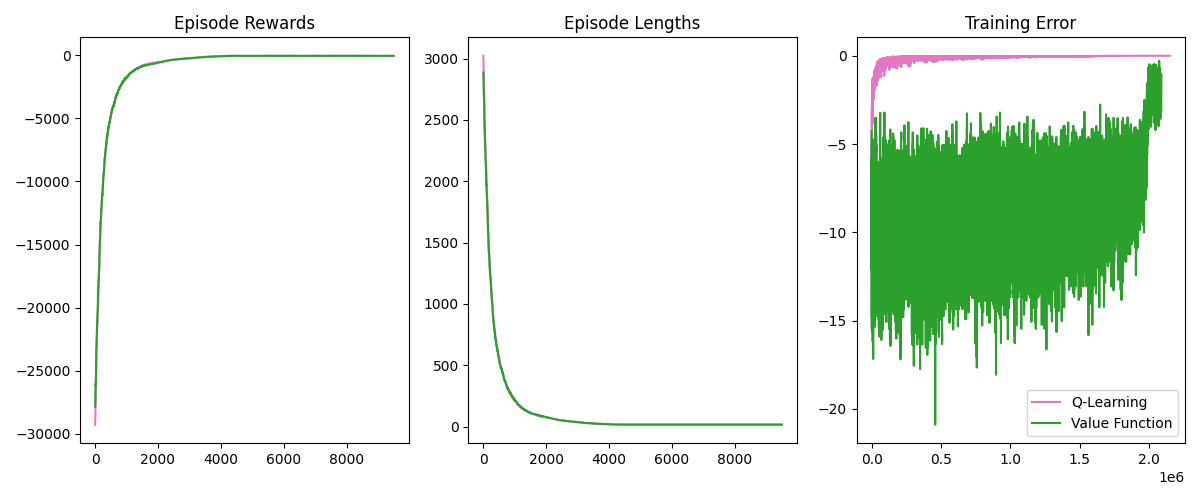 Episode Rewards
0
−5000
−10000
−15000
−20000
−25000
−30000
0 2000 4000 6000 8000
Episode Lengths
3000
2500
2000
1500
1000
500
0
0 2000 4000 6000 8000
Training Error
0
−5
−10
−15
−20
0.0 0.5 1.0 1.5 2.0
1e6
Q-Learning
Value Function